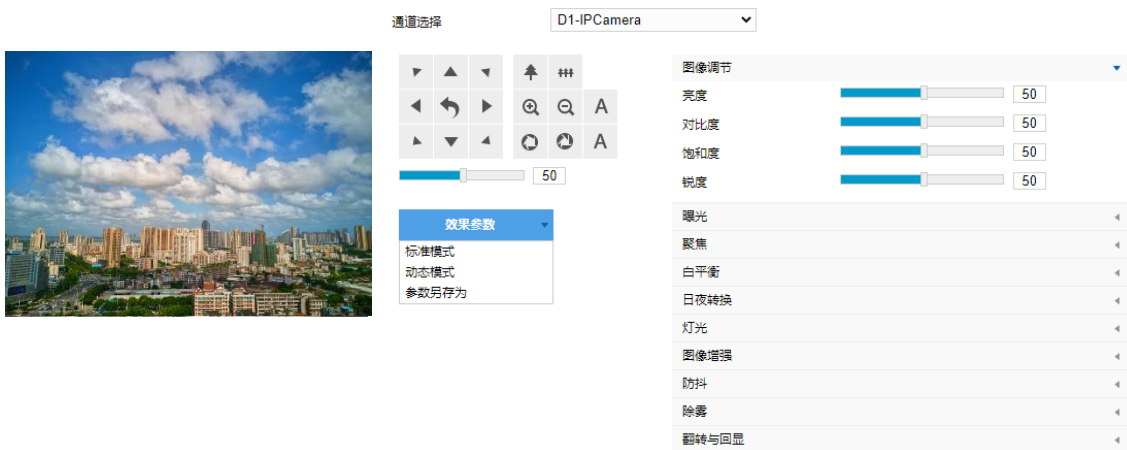 通道选择 D1-IPCamera
A
A
50
效果参数
标准模式
动态模式
参数另存为
图像调节
亮度 50
对比度 50
饱和度 50
锐度 50
曝光
聚焦
白平衡
日夜转换
灯光
图像增强
防抖
除雾
翻转与回显